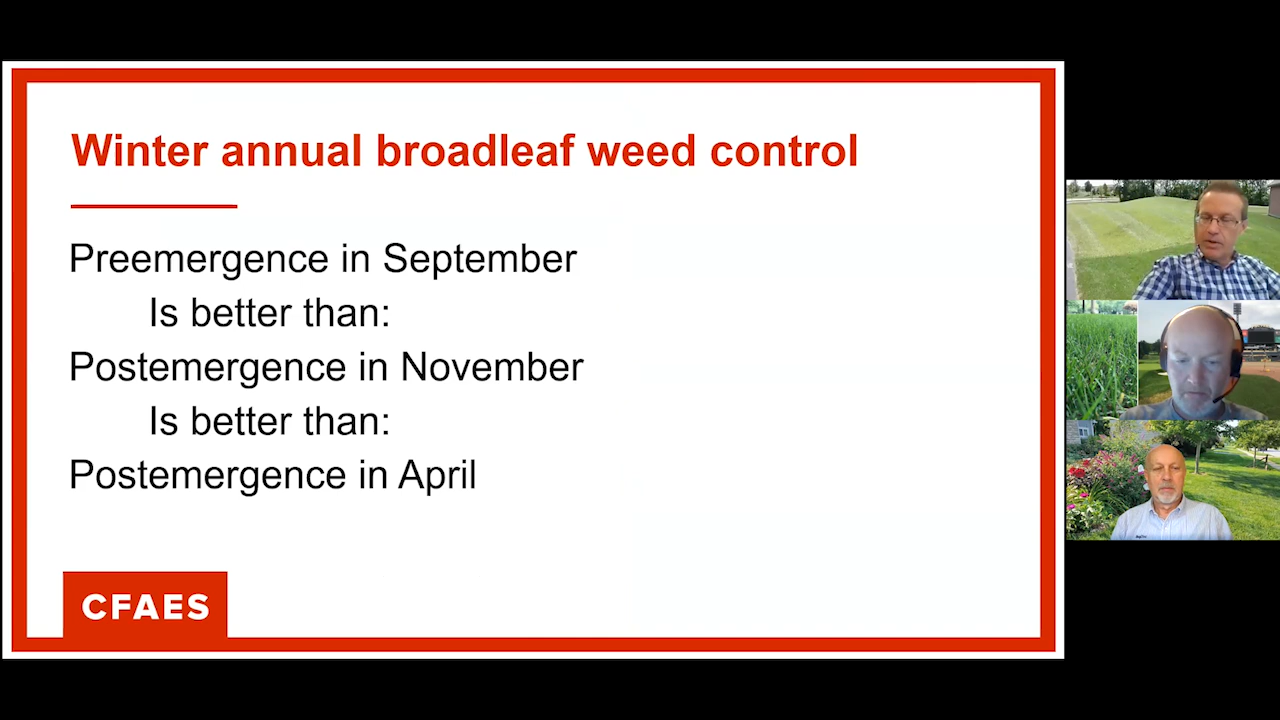 Winter annual broadleaf weed control
Preemergence in September
Is better than:
Postemergence in November
Is better than:
Postemergence in April
CFAES